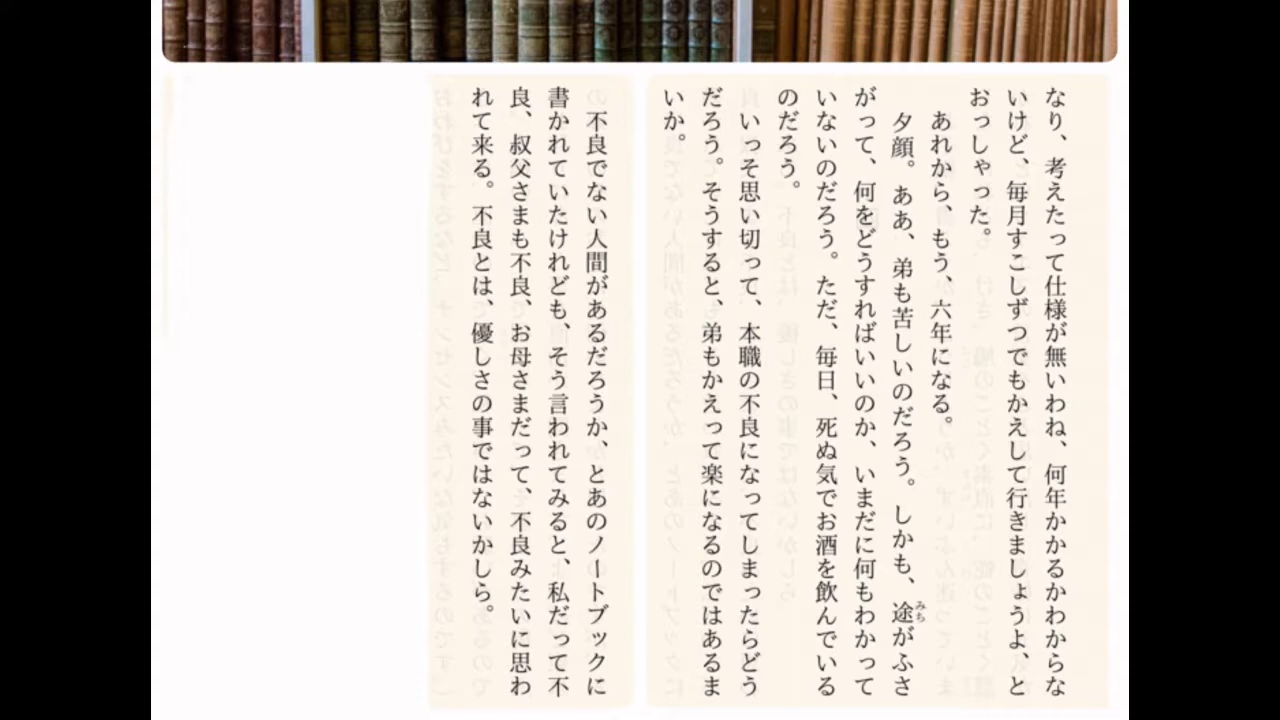 なり、考えたって仕様が無いわね、何年かかるかわからな
いけど、毎月すこしずつでもかえして行きましょうよ、と
おっしゃった。
あれから、もう、六年になる。
夕顔。ああ、弟も苦しいのだろう。しかも、途がふさ
みち
がって、何をどうすればいいのか、いまだに何もわかって
いないのだろう。ただ、毎日、死ぬ気でお酒を飲んでいる
のだろう。
いっそ思い切って、本職の不良になってしまったらどう
だろう。そうすると、弟もかえって楽になるのではあるま
いか。
不良でない人間があるだろうか、とあのノートブックに
書かれていたけれども、そう言われてみると、私だって不
良、叔父さまも不良、お母さまだって、不良みたいに思わ
れて来る。不良とは、優しさの事ではないかしら。